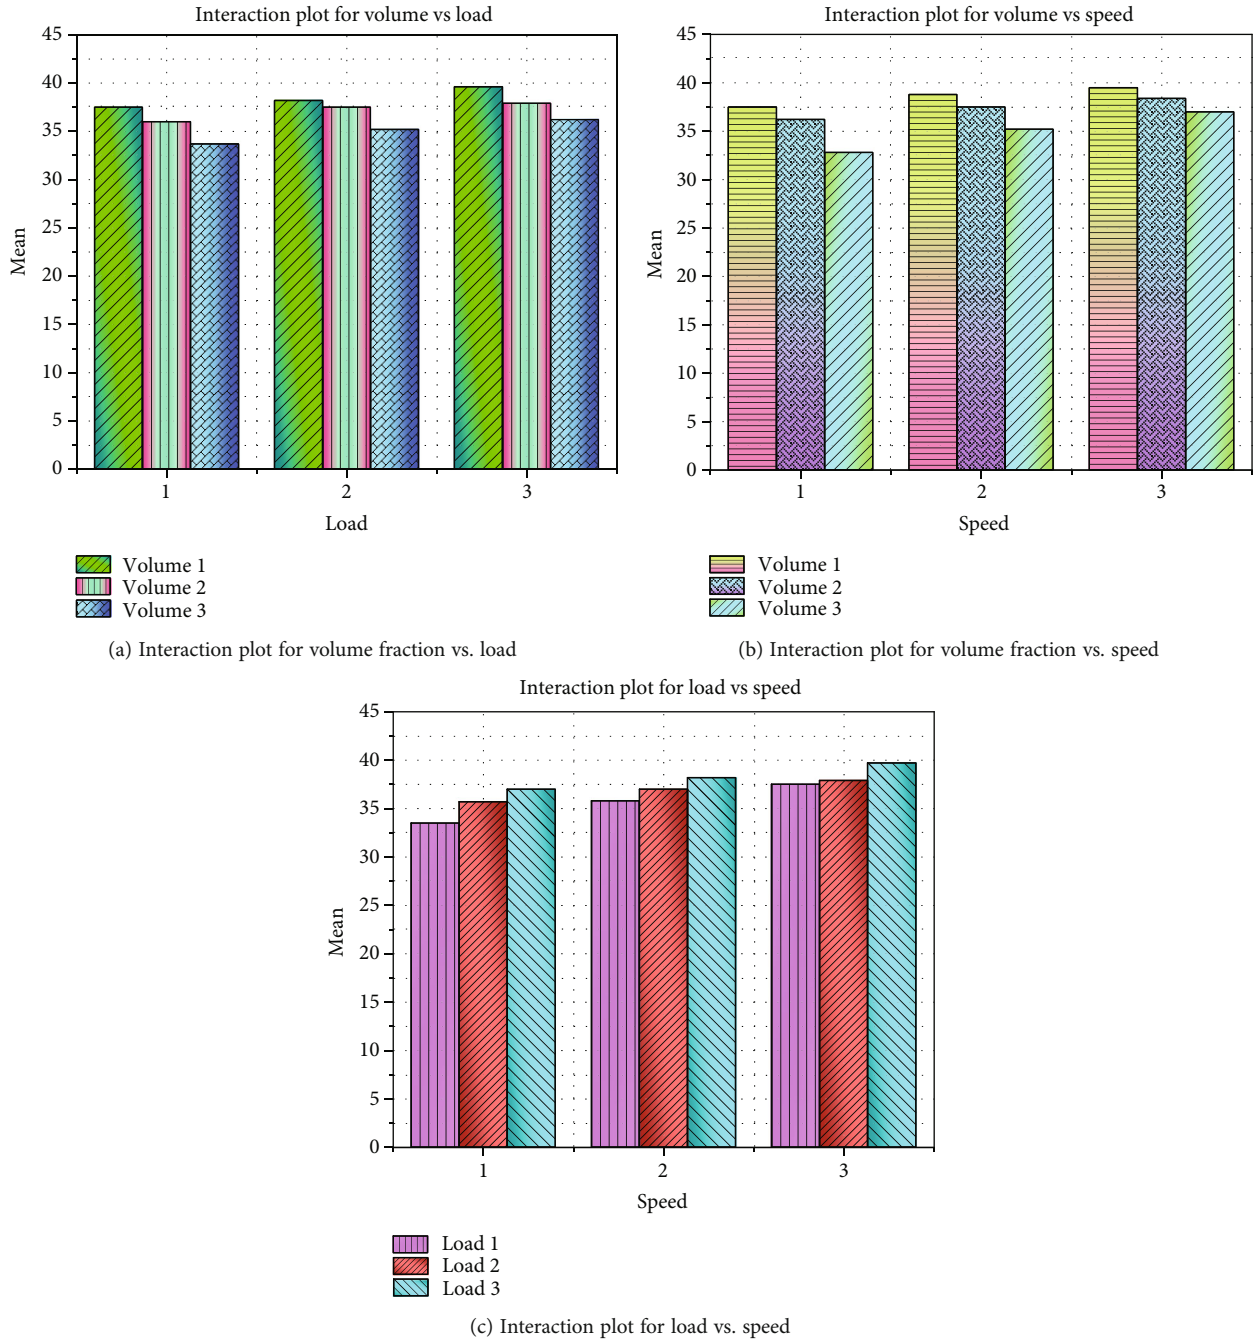 Interaction plot for volume vs load
45
40
35
30
25
20
15
10
5
0
Mean
1 2 3
Load
Volume 1
Volume 2
Volume 3
(a) Interaction plot for volume fraction vs. load
Interaction plot for volume vs speed
45
40
35
30
25
20
15
10
5
0
Mean
1 2 3
Speed
Volume 1
Volume 2
Volume 3
(b) Interaction plot for volume fraction vs. speed
Interaction plot for load vs speed
45
40
35
30
25
20
15
10
5
0
Mean
1 2 3
Speed
Load 1
Load 2
Load 3
(c) Interaction plot for load vs. speed